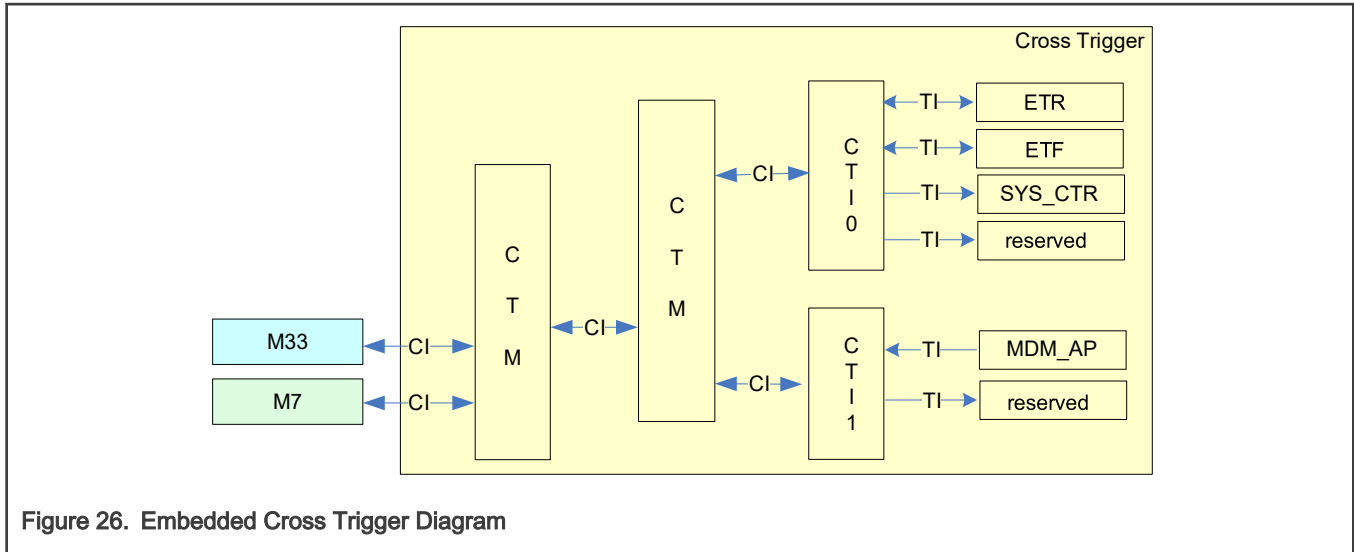 Cross Trigger
TI
ETR
TI
ETF
TI
SYS_CTR
TI
reserved
C
T
I
0
CI
C
T
M
C
T
M
CI
M33
CI
M7
CI
CI
C
T
I
1
TI
MDM_AP
TI
reserved
Figure 26. Embedded Cross Trigger Diagram